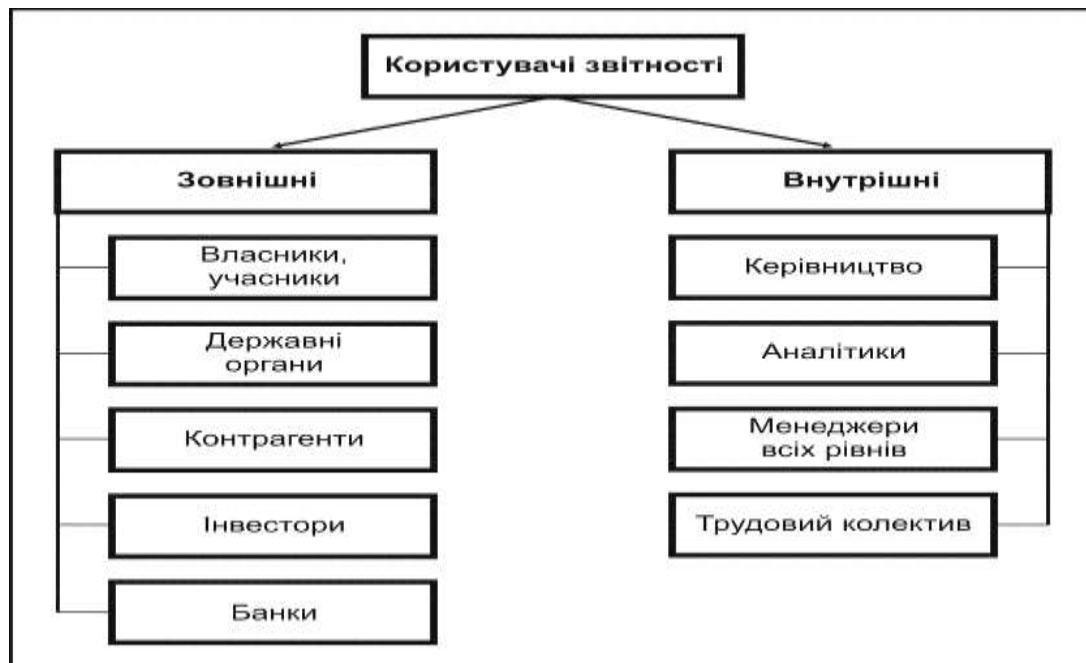 Користувачі звітності
Зовнішні
Власники,
учасники
Державні
органи
Контрагенти
Інвестори
Банки
Внутрішні
Керівництво
Аналітики
Менеджери
всіх рівнів
Трудовий колектив